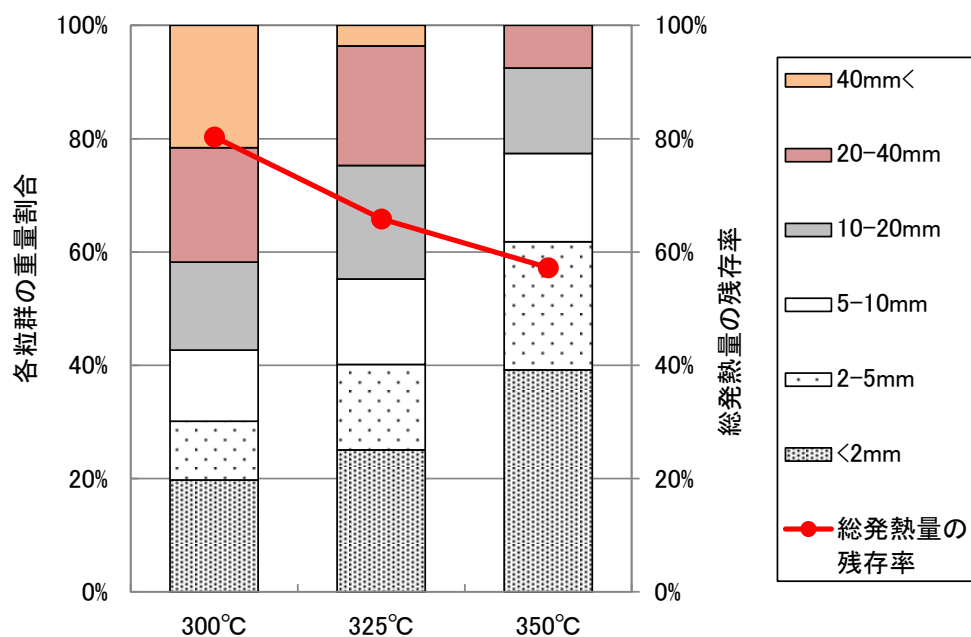 100%
80%
60%
40%
20%
0%
各粒群の重量割合
300℃
325℃
350℃
100%
80%
60%
40%
20%
0%
総発熱量の残存率
40mm<
20-40mm
10-20mm
5-10mm
2-5mm
<2mm
総発熱量の
残存率